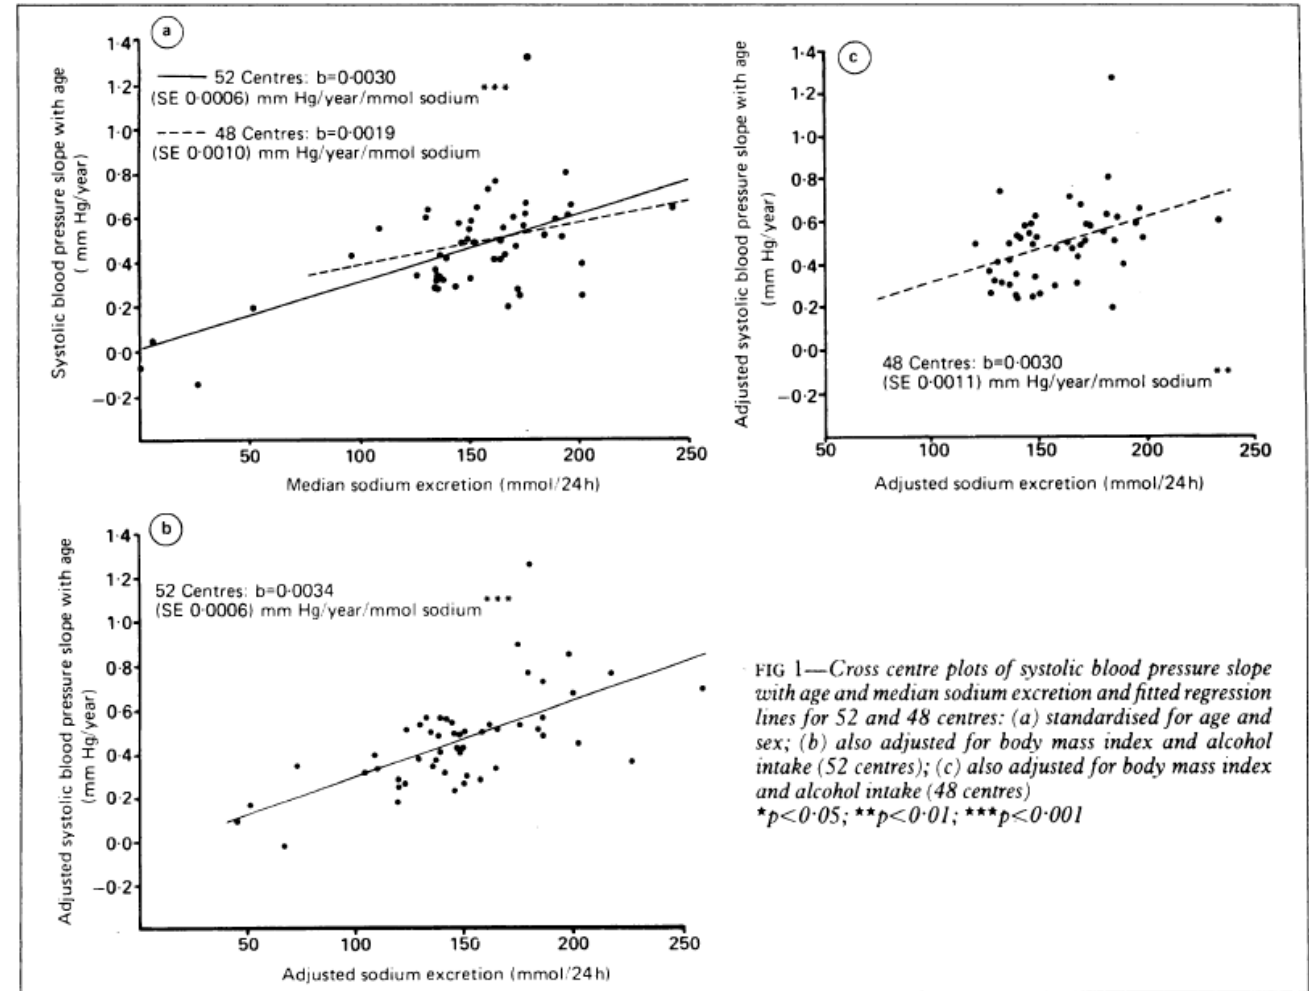 a
Systolic blood pressure slope with age
( mm Hg/year)
1·4
1·2
1·0
0·8
0·6
0·4
0·2
0·0
−0·2
52 Centres: b=0·0030
(SE 0·0006) mm Hg/year/mmol sodium ***
48 Centres: b=0·0019
(SE 0·0010) mm Hg/year/mmol sodium
50 100 150 200 250
Median sodium excretion (mmol/24h)
c
Adjusted systolic blood pressure slope with age
(mm Hg/year)
1·4
1·2
1·0
0·8
0·6
0·4
0·2
0·0
−0·2
48 Centres: b=0·0030
(SE 0·0011) mm Hg/year/mmol sodium **
50 100 150 200 250
Adjusted sodium excretion (mmol/24h)
b
Adjusted systolic blood pressure slope with age
(mm Hg/year)
1·4
1·2
1·0
0·8
0·6
0·4
0·2
0·0
−0·2
52 Centres: b=0·0034
(SE 0·0006) mm Hg/year/mmol sodium ***
50 100 150 200 250
Adjusted sodium excretion (mmol/24h)
FIG 1—Cross centre plots of systolic blood pressure slope
with age and median sodium excretion and fitted regression
lines for 52 and 48 centres: (a) standardised for age and
sex; (b) also adjusted for body mass index and alcohol
intake (52 centres); (c) also adjusted for body mass index
and alcohol intake (48 centres)
*p<0·05; **p<0·01; ***p<0·001